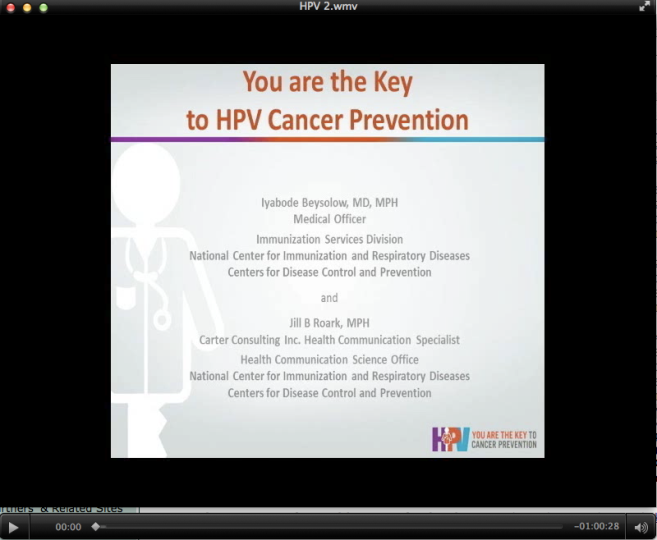 HPV 2.wmv
You are the Key
to HPV Cancer Prevention
Iyabode Beysolow, MD, MPH
Medical Officer
Immunization Services Division
National Center for Immunization and Respiratory Diseases
Centers for Disease Control and Prevention
and
Jill B Roark, MPH
Carter Consulting Inc. Health Communication Specialist
Health Communication Science Office
National Center for Immunization and Respiratory Diseases
Centers for Disease Control and Prevention
HPV
YOU ARE THE KEY TO
CANCER PREVENTION
& Related Sites
00:00
-01:00:28